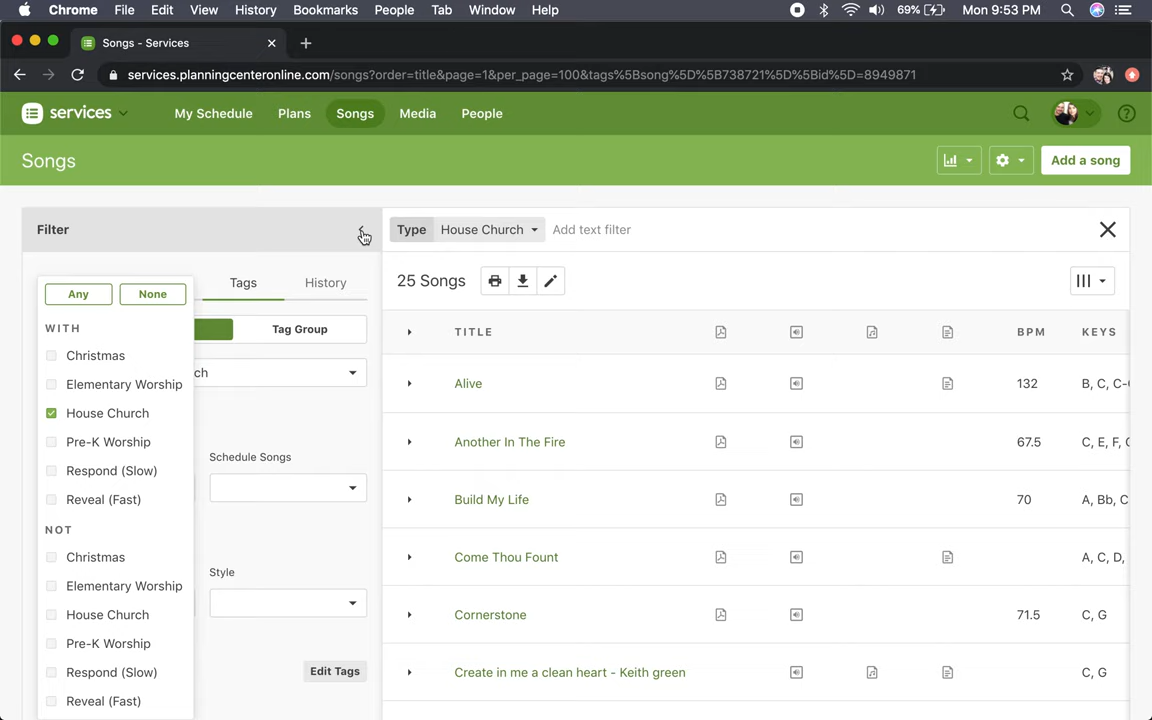 Chrome File Edit View History Bookmarks People Tab Window Help 69% Mon 9:53 PM
Songs - Services
services.planningcenteronline.com/songs?order=title&page=1&per_page=100&tags%5Bsong%5D%5B738721%5D%5Bid%5D=8949871
services My Schedule Plans Songs Media People
Songs Add a song
Filter
Type House Church Add text filter
Tags History
25 Songs
Any None
WITH
Christmas
Elementary Worship
House Church
Pre-K Worship
Respond (Slow)
Reveal (Fast)
NOT
Christmas
Elementary Worship
House Church
Pre-K Worship
Respond (Slow)
Reveal (Fast)
Tag Group
ch
Schedule Songs
Style
Edit Tags
TITLE BPM KEYS
Alive 132 B, C, C-
Another In The Fire 67.5 C, E, F,
Build My Life 70 A, Bb, C
Come Thou Fount A, C, D,
Cornerstone 71.5 C, G
Create in me a clean heart - Keith green C, G